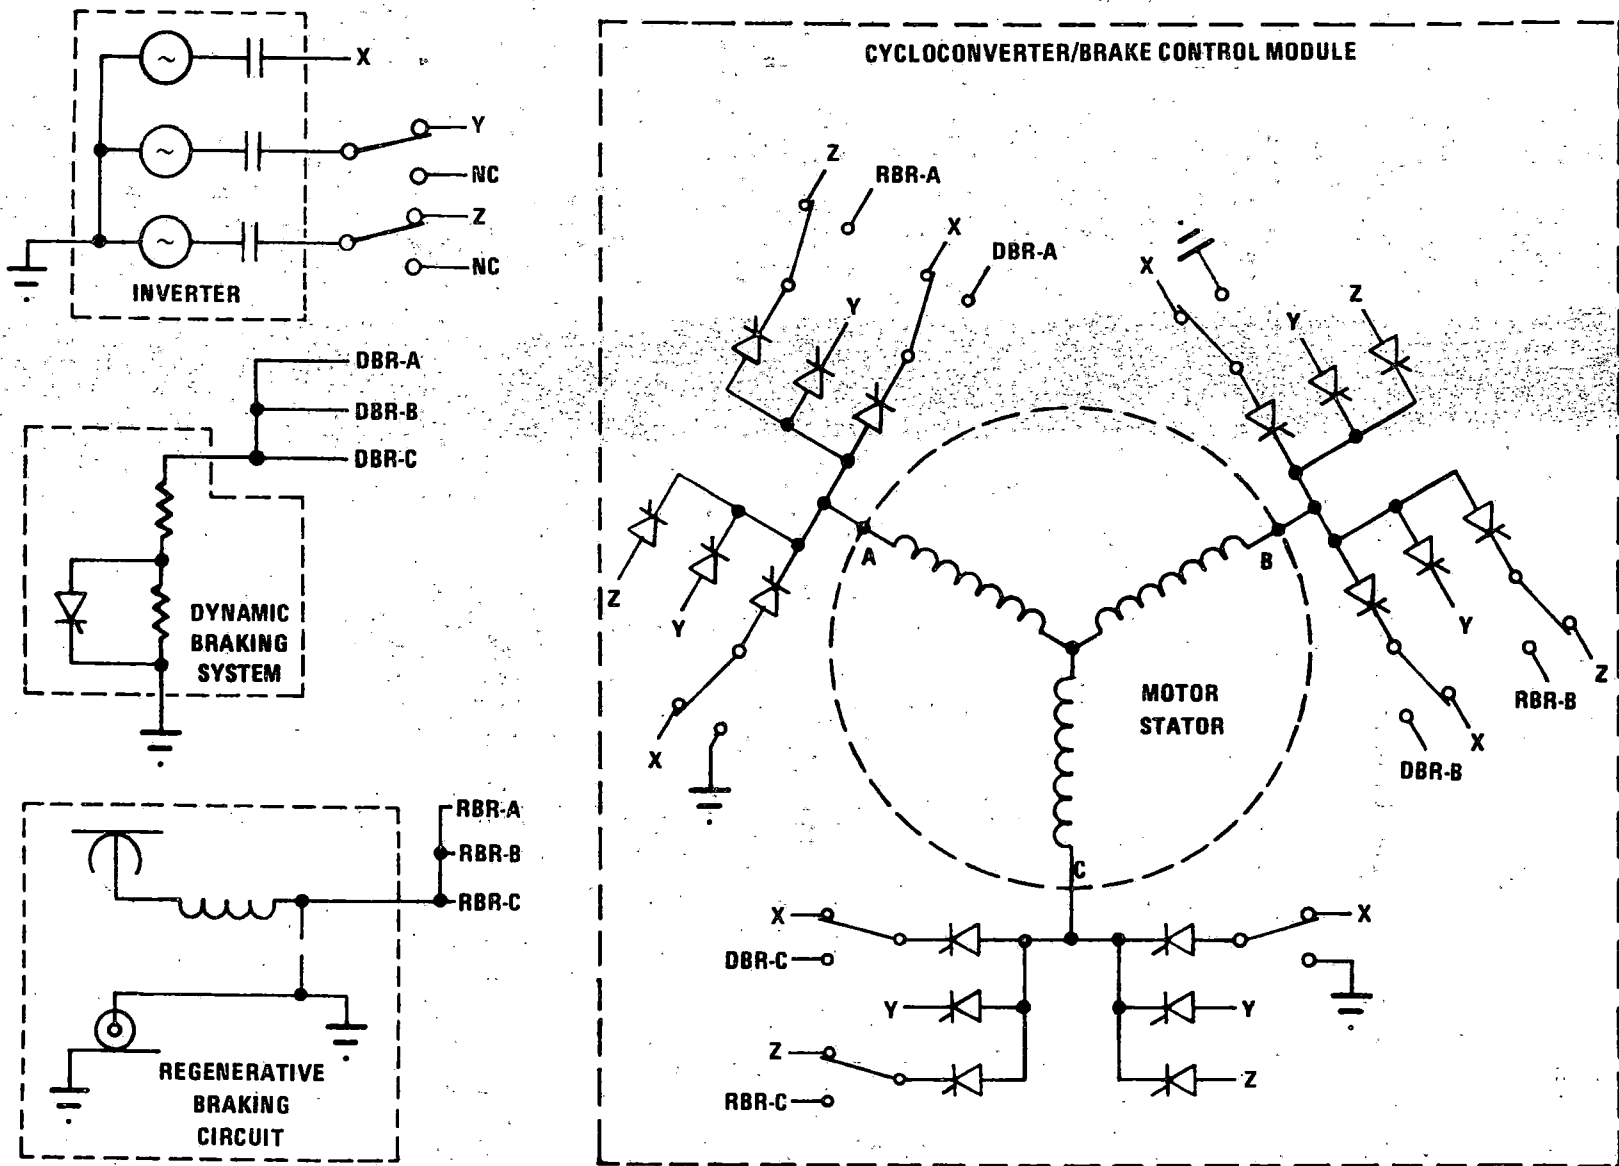 X
Y
NC
Z
NC
INVERTER
DBR-A
DBR-B
DBR-C
DYNAMIC
BRAKING
SYSTEM
RBR-A
RBR-B
RBR-C
REGENERATIVE
BRAKING
CIRCUIT
CYCLOCONVERTER/BRAKE CONTROL MODULE
Z
RBR-A
X
DBR-A
Y
X
Y
Z
Z
Y
X
A
B
Y
Z
RBR-B
X
DBR-B
MOTOR
STATOR
C
X
DBR-C
Y
Z
RBR-C
X
Y
Z